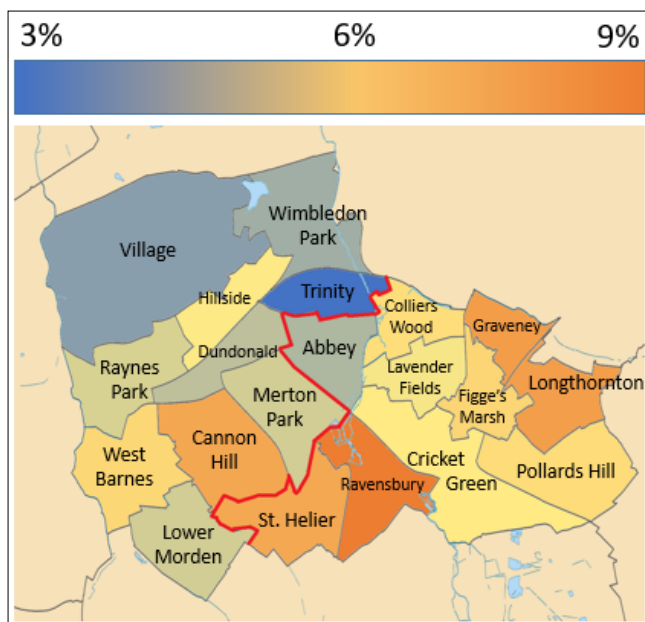 3%
6%
9%
Wimbledon
Park
Village
Hillside
Trinity
Colliers
Wood
Graveney
Dundonald
Abbey
Raynes
Park
Lavender
Fields
Longthornton
Figge's
Marsh
Merton
Park
West
Barnes
Cannon
Hill
Cricket
Green
Pollards Hill
Ravensbury
St. Helier
Lower
Morden